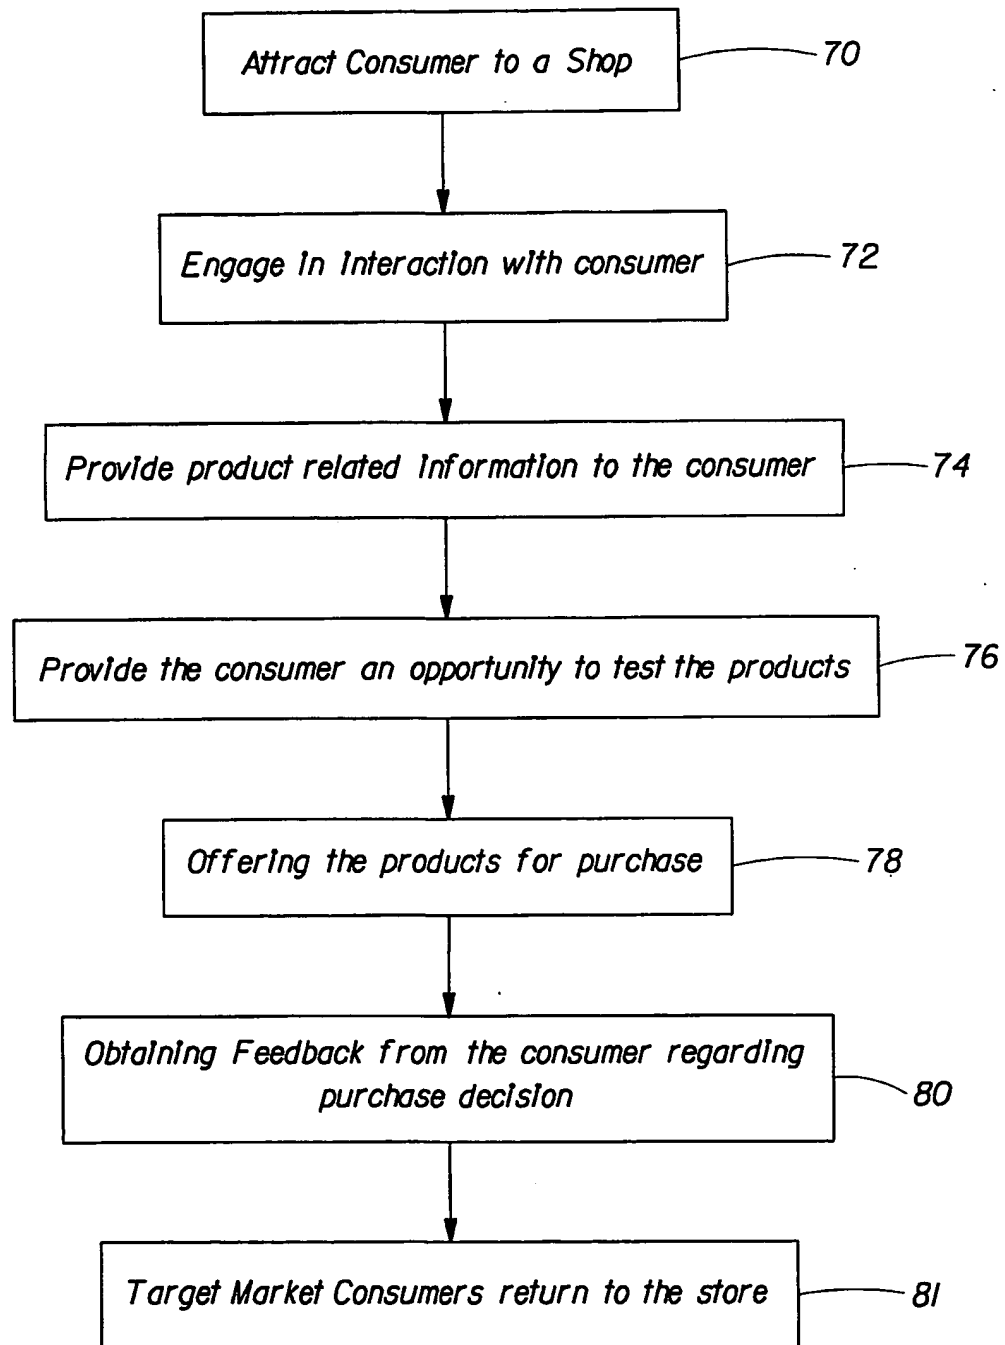 Attract Consumer to a Shop
70
Engage in interaction with consumer
72
Provide product related information to the consumer
74
Provide the consumer an opportunity to test the products
76
Offering the products for purchase
78
Obtaining Feedback from the consumer regarding
purchase decision
80
Target Market Consumers return to the store
81